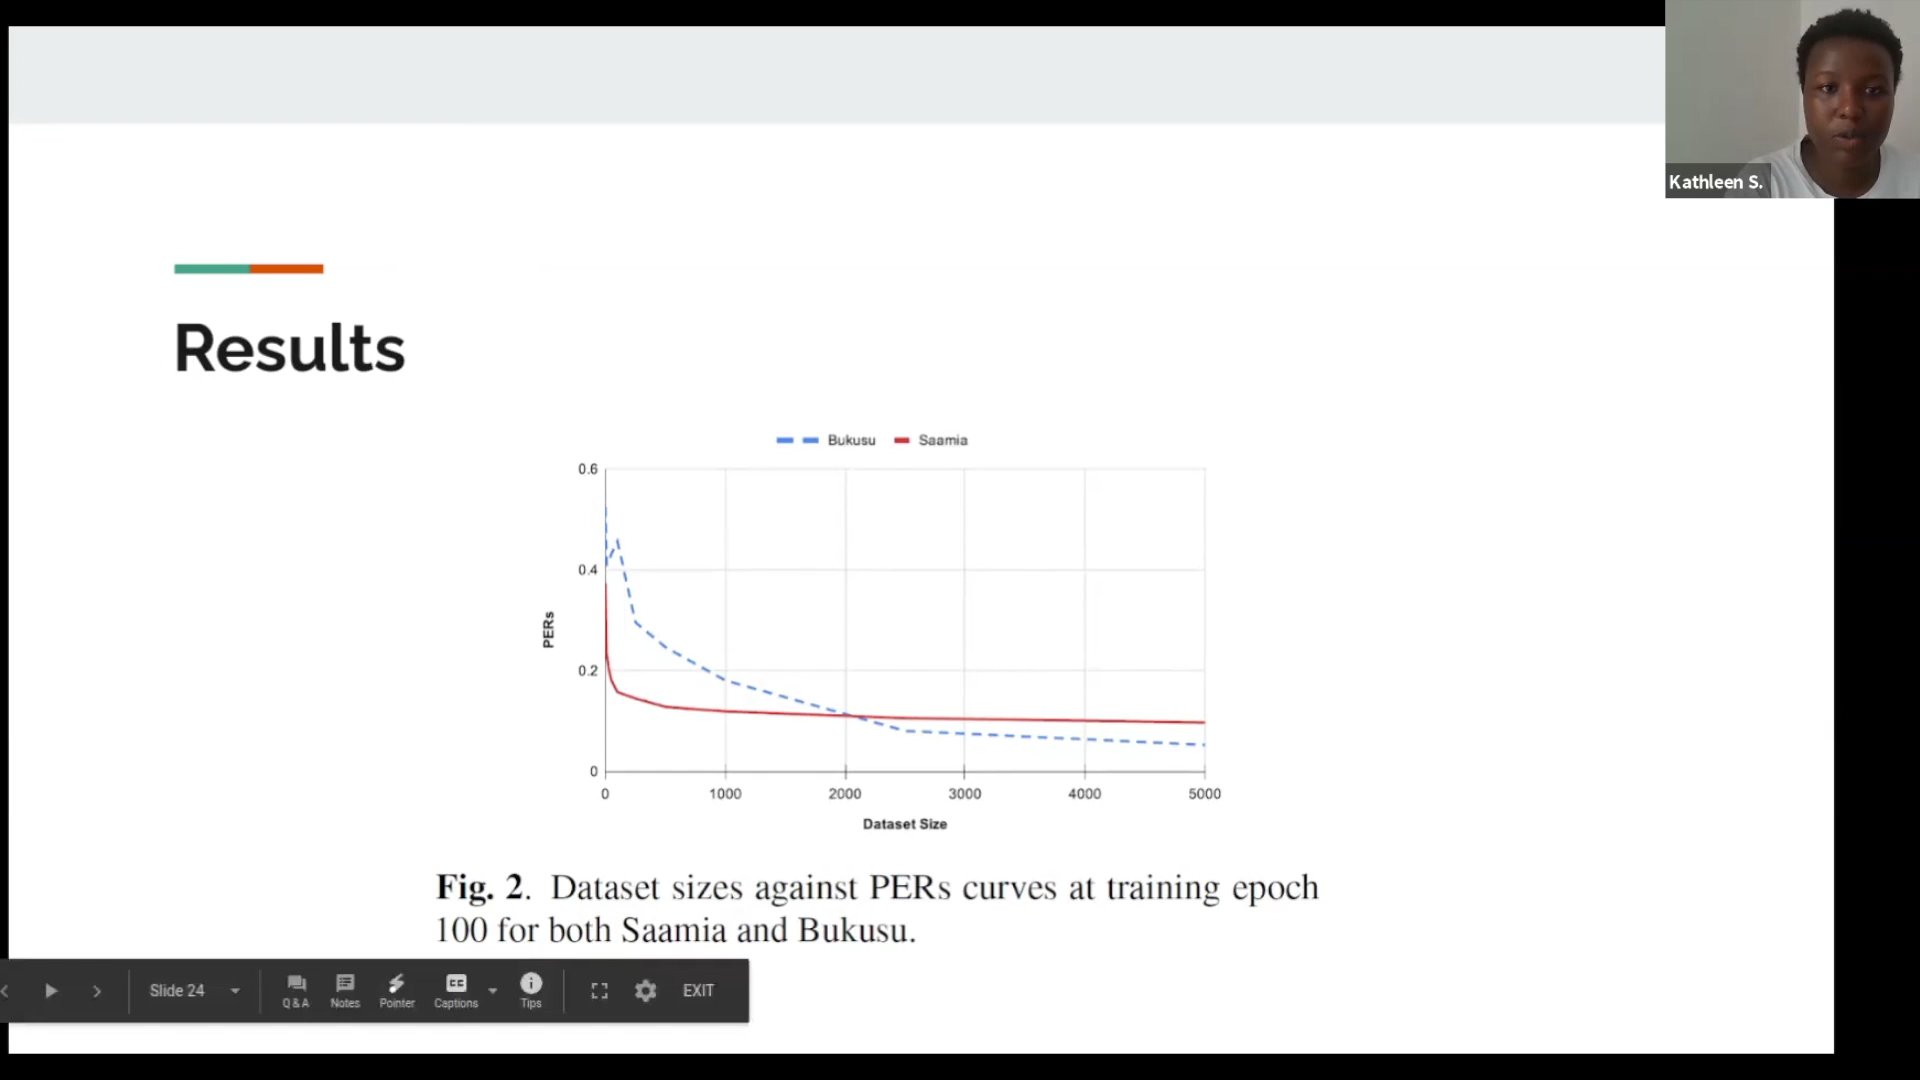 Kathleen S.
Results
Bukusu Saamia
0.6
0.4
0.2
0
PERs
0 1000 2000 3000 4000 5000
Dataset Size
Fig. 2. Dataset sizes against PERs curves at training epoch
100 for both Saamia and Bukusu.
Slide 24
Q&A Notes Pointer Captions Tips EXIT